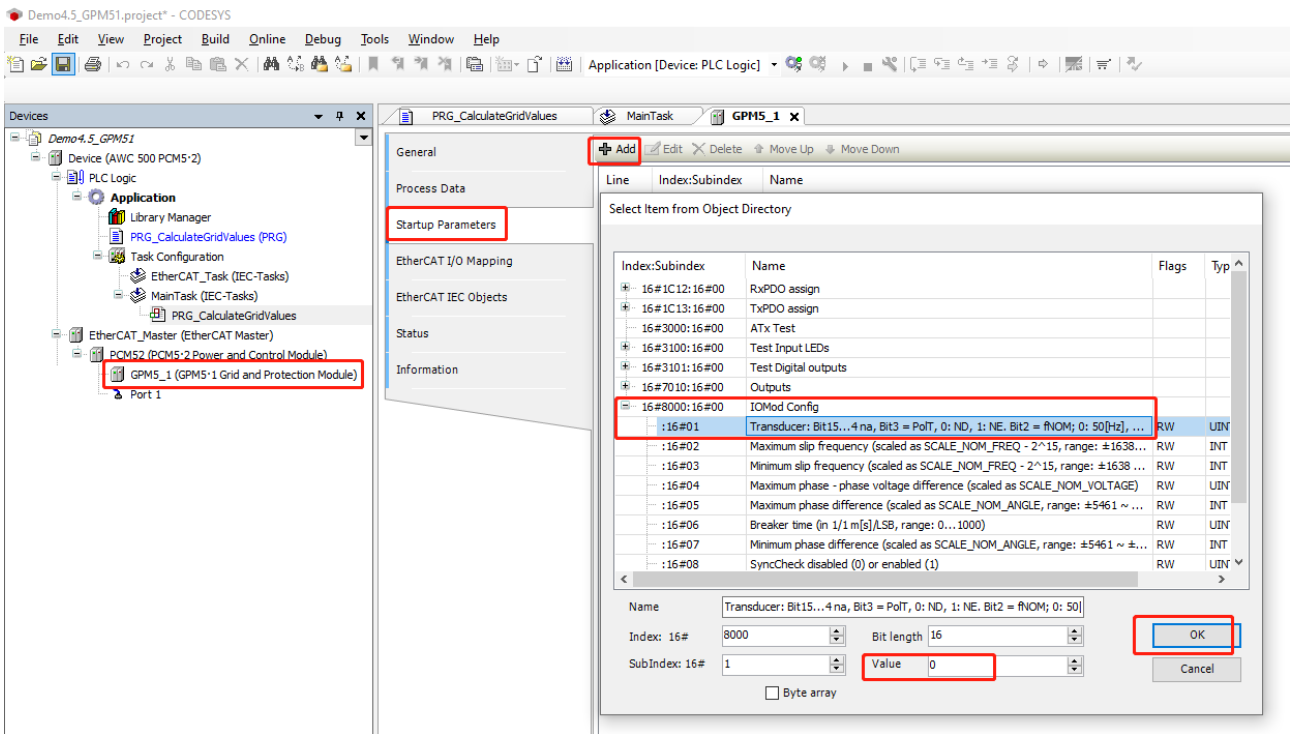 Demo4.5_GPM51.project* - CODESYS
File Edit View Project Build Online Debug Tools Window Help
Application [Device: PLC Logic]
Devices
Demo4.5_GPM51
Device (AWC 500 PCM5·2)
PLC Logic
Application
Library Manager
PRG_CalculateGridValues (PRG)
Task Configuration
EtherCAT_Task (IEC-Tasks)
MainTask (IEC-Tasks)
PRG_CalculateGridValues
EtherCAT_Master (EtherCAT Master)
PCM52 (PCM5·2 Power and Control Module)
GPM5_1 (GPM5·1 Grid and Protection Module)
Port 1
PRG_CalculateGridValues MainTask GPM5_1 X
General
Process Data
Startup Parameters
EtherCAT I/O Mapping
EtherCAT IEC Objects
Status
Information
Add Edit Delete Move Up Move Down
Line Index:Subindex Name
Select Item from Object Directory
Index:Subindex Name Flags Typ
16#1C12:16#00 RxPDO assign
16#1C13:16#00 TxPDO assign
16#3000:16#00 ATx Test
16#3100:16#00 Test Input LEDs
16#3101:16#00 Test Digital outputs
16#7010:16#00 Outputs
16#8000:16#00 IOMod Config
:16#01 Transducer: Bit15...4 na, Bit3 = PolT, 0: ND, 1: NE. Bit2 = fNOM; 0: 50[Hz], ... RW UIN
:16#02 Maximum slip frequency (scaled as SCALE_NOM_FREQ - 2^15, range: ±1638... RW INT
:16#03 Minimum slip frequency (scaled as SCALE_NOM_FREQ - 2^15, range: ±1638 ... RW INT
:16#04 Maximum phase - phase voltage difference (scaled as SCALE_NOM_VOLTAGE) RW UIN
:16#05 Maximum phase difference (scaled as SCALE_NOM_ANGLE, range: ±5461 ~ ... RW INT
:16#06 Breaker time (in 1/1 m[s]/LSB, range: 0...1000) RW UIN
:16#07 Minimum phase difference (scaled as SCALE_NOM_ANGLE, range: ±5461 ~ ±... RW INT
:16#08 SyncCheck disabled (0) or enabled (1) RW UIN
Name Transducer: Bit15...4 na, Bit3 = PolT, 0: ND, 1: NE. Bit2 = fNOM; 0: 50[
Index: 16# 8000 Bit length 16 OK
SubIndex: 16# 1 Value 0 Cancel
Byte array